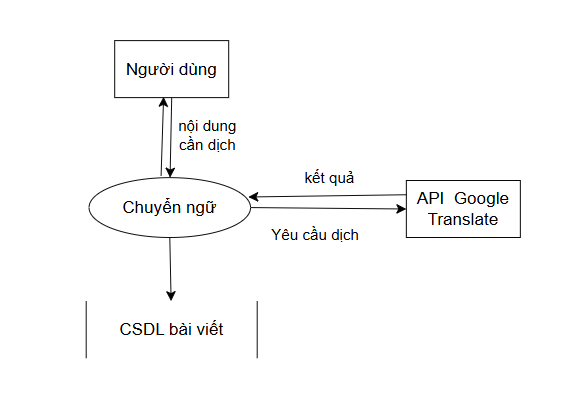 Người dùng
nội dung
cần dịch
kết quả
Chuyển ngữ
API Google
Translate
Yêu cầu dịch
CSDL bài viết